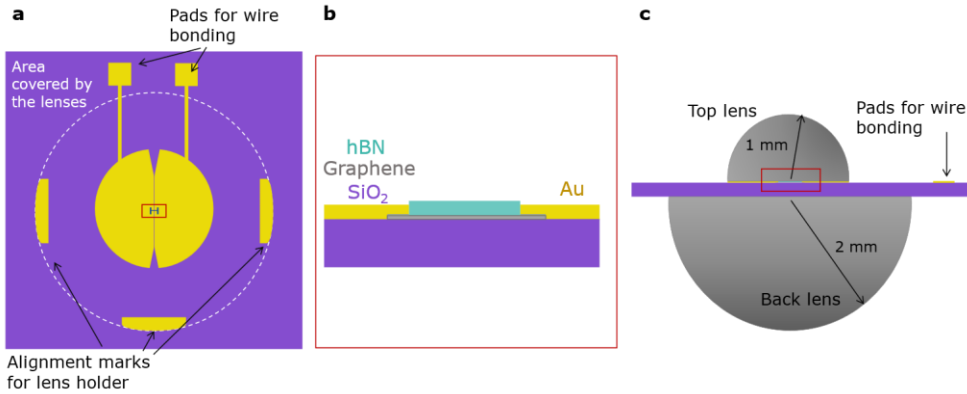 a
Pads for wire
bonding
Area
covered by
the lenses
Alignment marks
for lens holder
b
hBN
Graphene
SiO₂
Au
c
Top lens
Pads for wire
bonding
1 mm
2 mm
Back lens